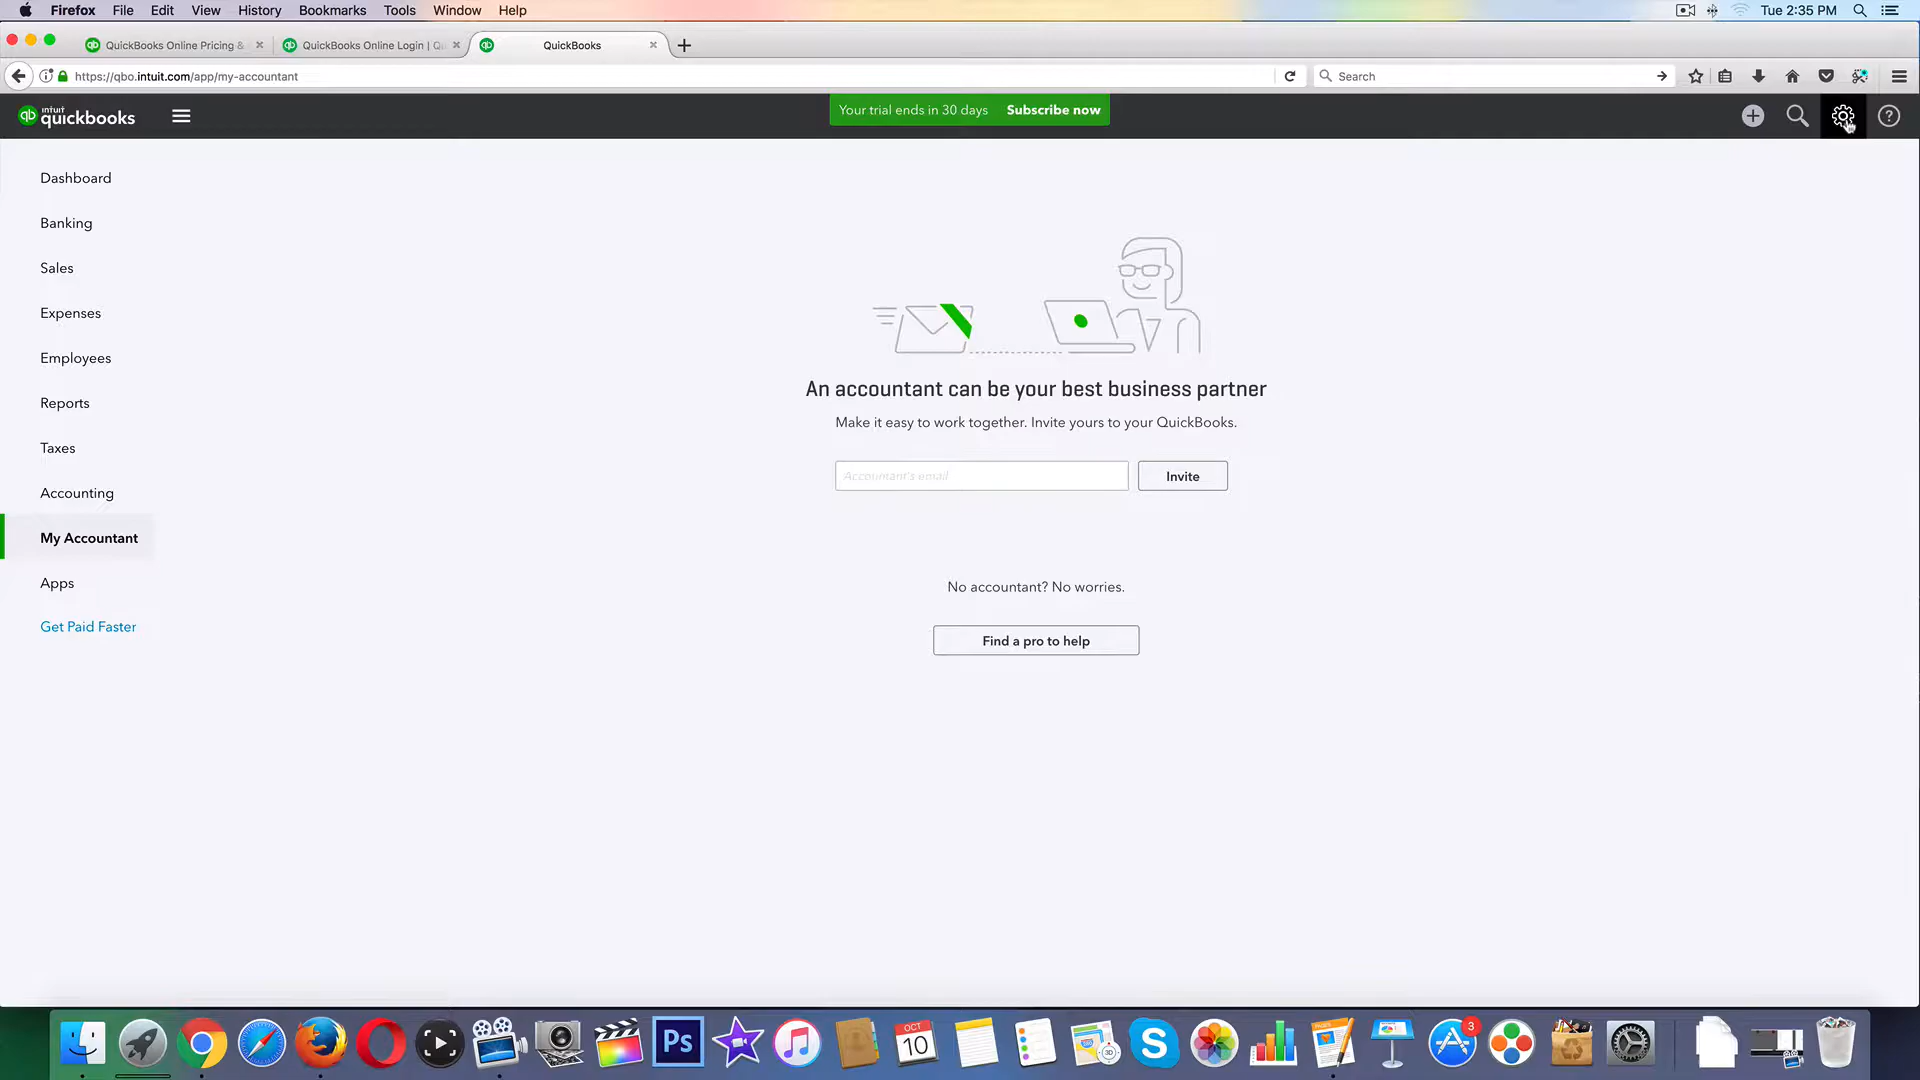 Firefox File Edit View History Bookmarks Tools Window Help Tue 2:35 PM
QuickBooks Online Pricing & QuickBooks Online Login | Qu QuickBooks
https://qbo.intuit.com/app/my-accountant Search
intuit quickbooks Your trial ends in 30 days Subscribe now
Dashboard
Banking
Sales
Expenses
Employees
Reports
Taxes
Accounting
My Accountant
Apps
Get Paid Faster
An accountant can be your best business partner
Make it easy to work together. Invite yours to your QuickBooks.
Accountant's email Invite
No accountant? No worries.
Find a pro to help
Ps OCT 10 3D S 3